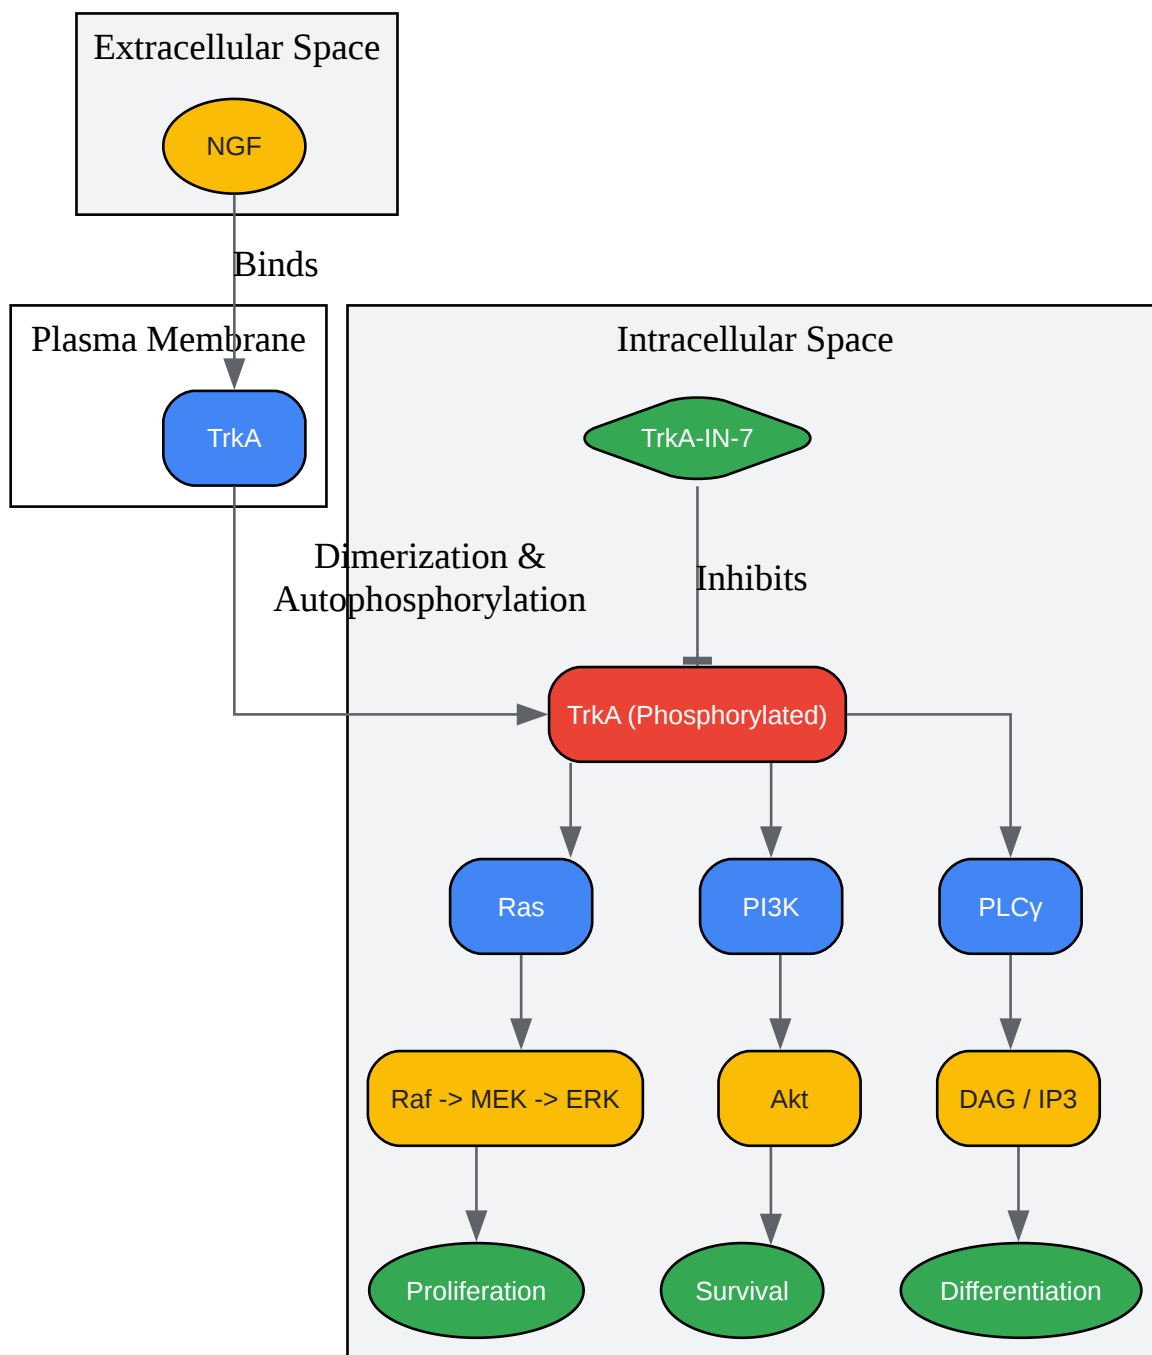 Extracellular Space
NGF
Binds
Plasma Membrane
Intracellular Space
TrkA
TrkA-IN-7
Dimerization &
Autophosphorylation
Inhibits
TrkA (Phosphorylated)
Ras
PI3K
PLCγ
Raf -> MEK -> ERK
Akt
DAG / IP3
Proliferation
Survival
Differentiation